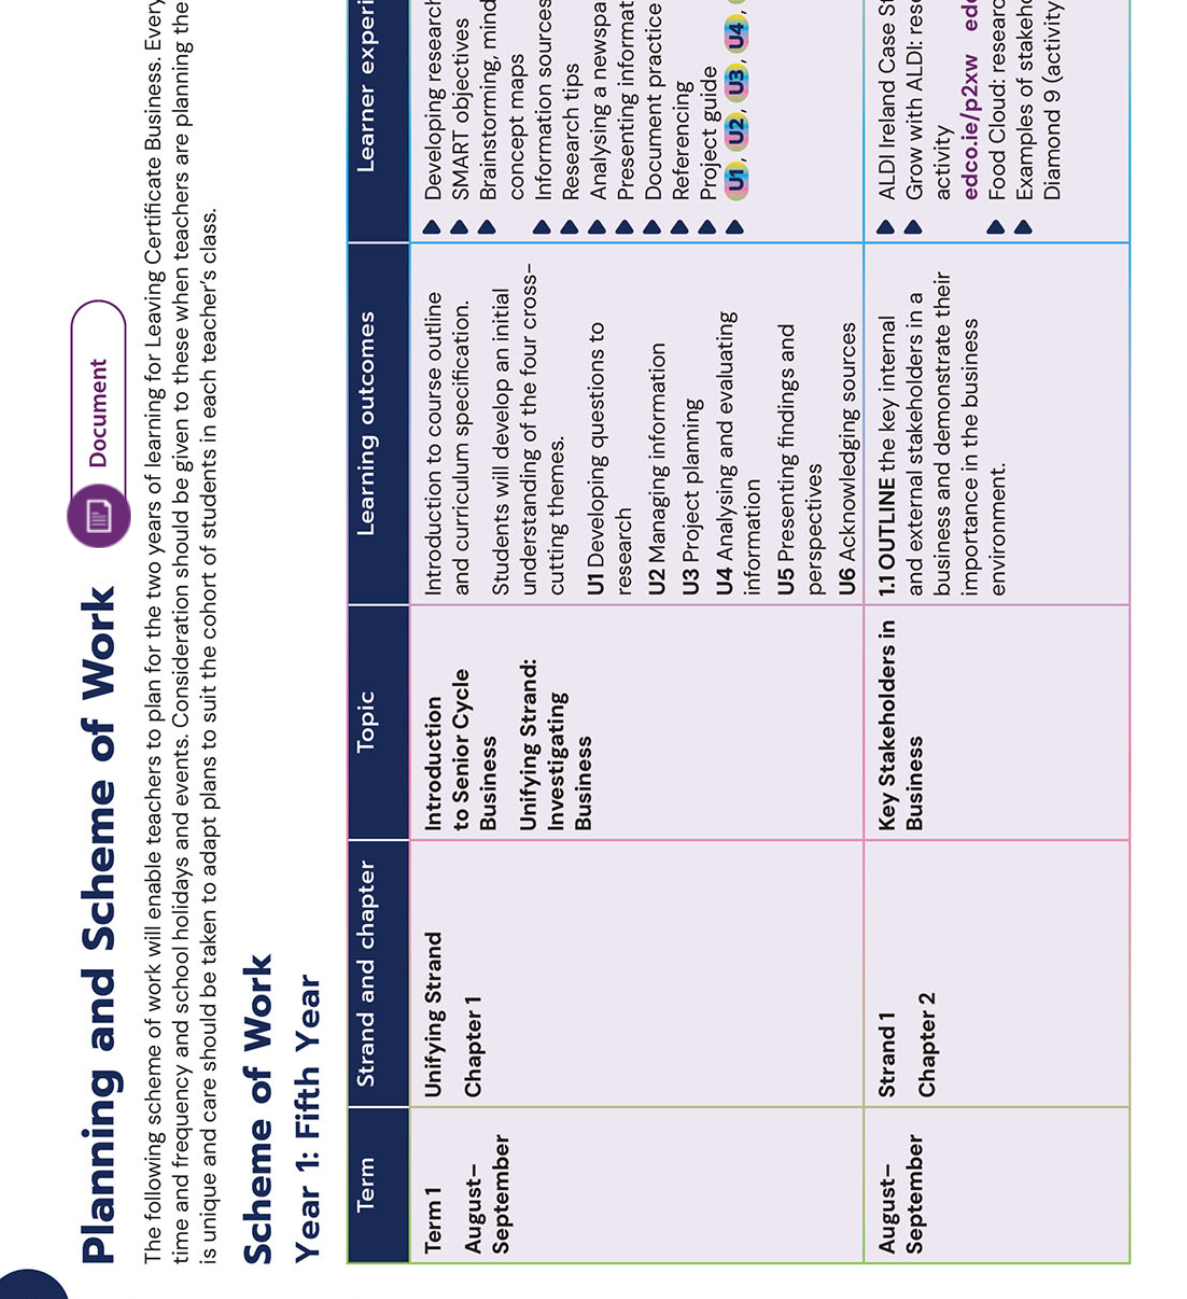 Planning and Scheme of Work
Document
The following scheme of work will enable teachers to plan for the two years of learning for Leaving Certificate Business. Every
time and frequency and school holidays and events. Consideration should be given to these when teachers are planning the
is unique and care should be taken to adapt plans to suit the cohort of students in each teacher's class.
Scheme of Work
Year 1: Fifth Year
Term
Strand and chapter
Topic
Learning outcomes
Learner experi
Term 1
August–
September
Unifying Strand
Chapter 1
Introduction
to Senior Cycle
Business
Unifying Strand:
Investigating
Business
Introduction to course outline
and curriculum specification.
Students will develop an initial
understanding of the four cross-
cutting themes.
U1 Developing questions to
research
U2 Managing information
U3 Project planning
U4 Analysing and evaluating
information
U5 Presenting findings and
perspectives
U6 Acknowledging sources
Developing research
SMART objectives
Brainstorming, mind
concept maps
Information sources
Research tips
Analysing a newspa
Presenting informat
Document practice
Referencing
Project guide
U1, U2, U3, U4,
August–
September
Strand 1
Chapter 2
Key Stakeholders in
Business
1.1 OUTLINE the key internal
and external stakeholders in a
business and demonstrate their
importance in the business
environment.
ALDI Ireland Case St
Grow with ALDI: rese
activity
edco.ie/p2xw edc
Food Cloud: researc
Examples of stakeho
Diamond 9 (activity